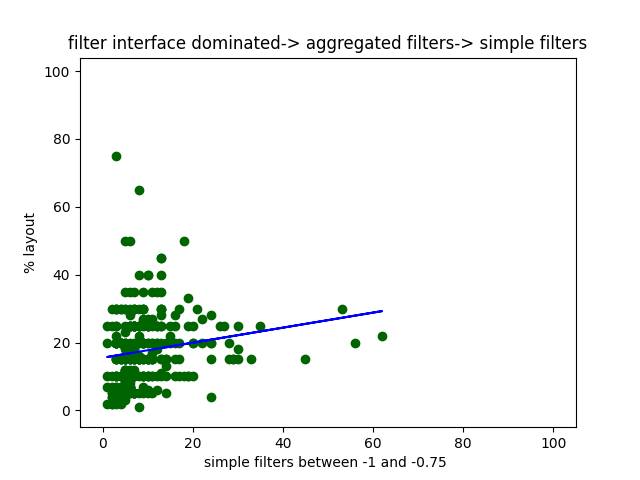 filter interface dominated-> aggregated filters-> simple filters
100
80
60
40
20
0
% layout
0 20 40 60 80 100
simple filters between -1 and -0.75